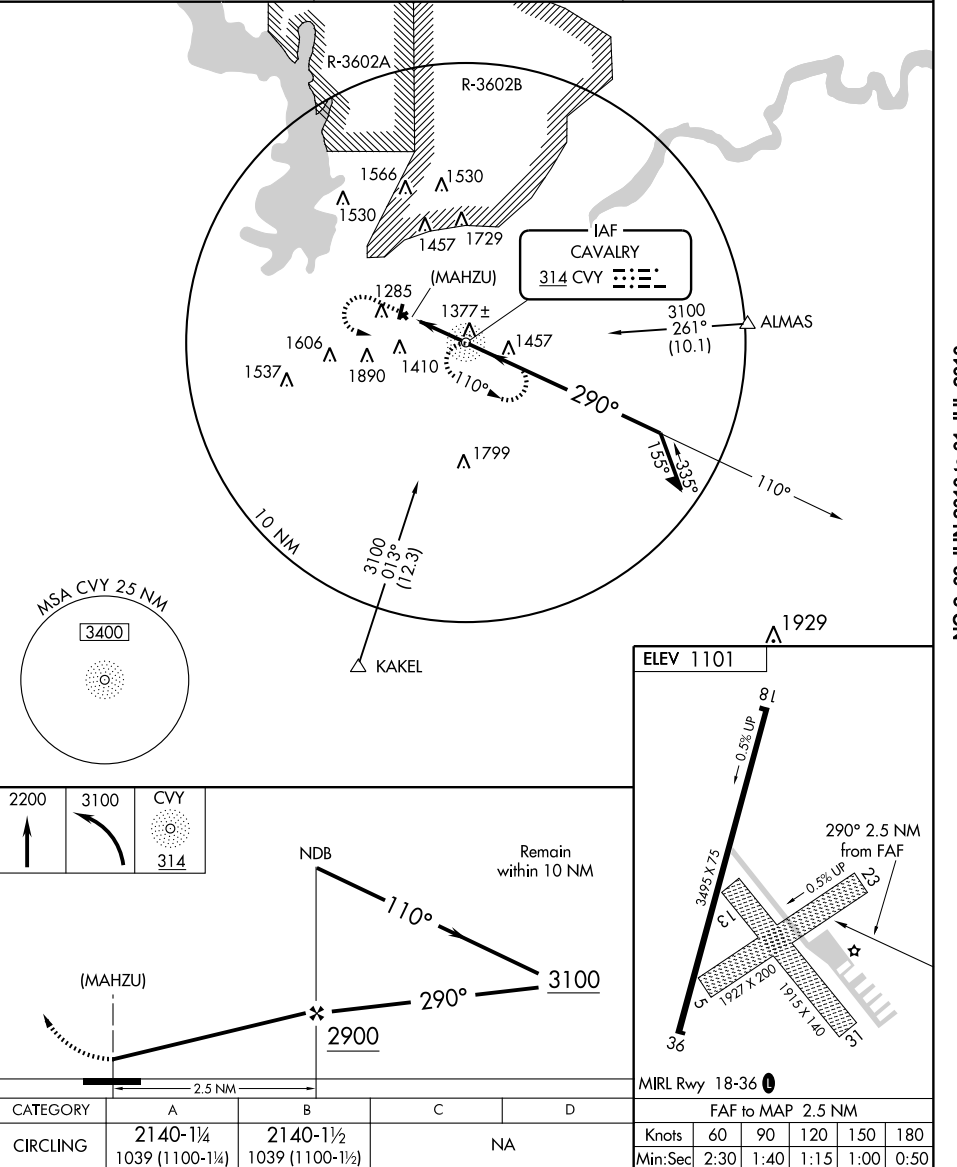 R-3602A
R-3602B
1566
1530
1530
1457
1729
IAF
CAVALRY
314 CVY
(MAHZU)
1285
1377 ±
3100
261°
(10.1)
ALMAS
1606
1457
1537
1890
1410
110°
290°
1799
155°
335°
110°
10 NM
3100
013°
(12.3)
MSA CVY 25 NM
3400
KAKEL
1929
ELEV 1101
18
0.5% UP
3495 X 75
290° 2.5 NM
from FAF
0.5% UP
23
13
5
1927 X 200
1915 X 140
31
36
MIRL Rwy 18-36 L
2200
3100
CVY
314
NDB
Remain
within 10 NM
110°
(MAHZU)
3100
290°
2900
2.5 NM
CATEGORY A B C D
CIRCLING 2140-1¼ 2140-1½ NA
1039 (1100-1¼) 1039 (1100-1½)
FAF to MAP 2.5 NM
Knots 60 90 120 150 180
Min:Sec 2:30 1:40 1:15 1:00 0:50